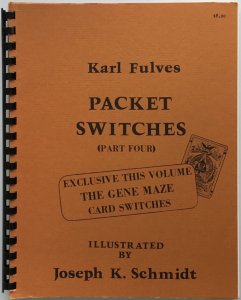 Karl Fulves
PACKET
SWITCHES
(PART FOUR)
EXCLUSIVE THIS VOLUME
THE GENE MAZE
CARD SWITCHES
ILLUSTRATED
BY
Joseph K. Schmidt